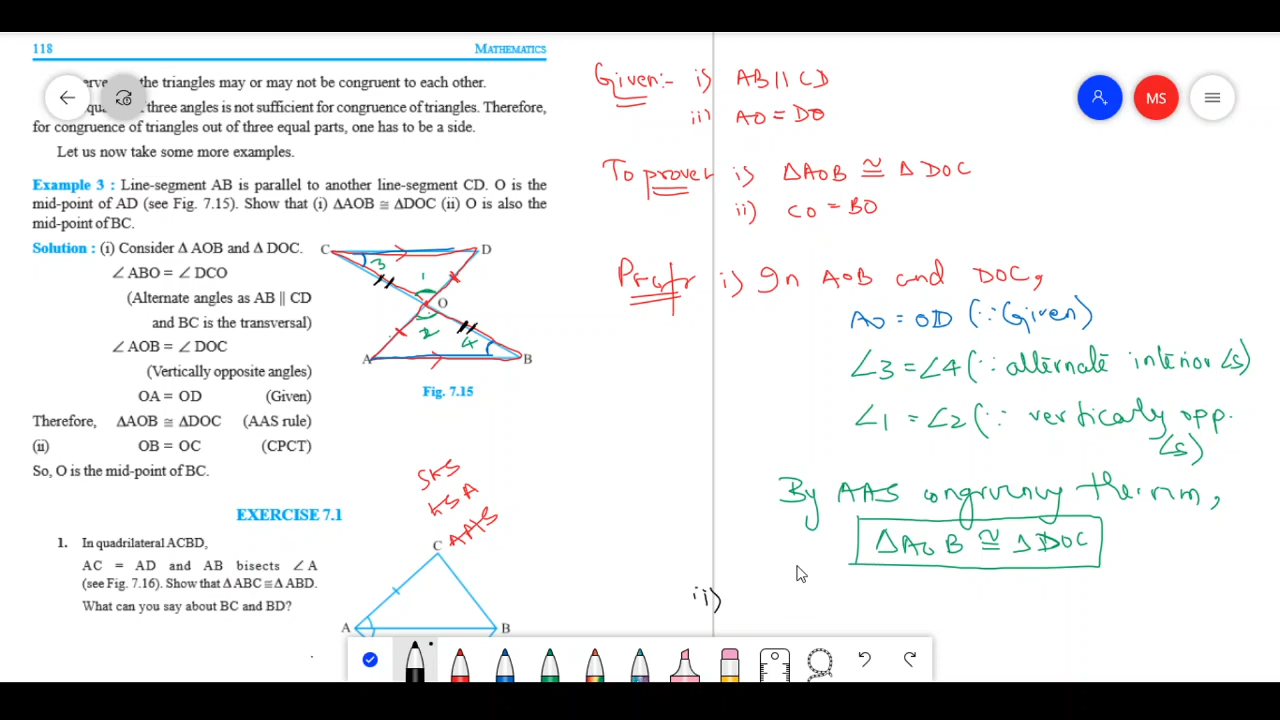 118 MATHEMATICS
the triangles may or may not be congruent to each other.
three angles is not sufficient for congruence of triangles. Therefore,
for congruence of triangles out of three equal parts, one has to be a side.
Let us now take some more examples.
Example 3 : Line-segment AB is parallel to another line-segment CD. O is the
mid-point of AD (see Fig. 7.15). Show that (i) ΔAOB ≅ ΔDOC (ii) O is also the
mid-point of BC.
Solution : (i) Consider Δ AOB and Δ DOC.
∠ ABO = ∠ DCO
(Alternate angles as AB || CD
and BC is the transversal)
∠ AOB = ∠ DOC
(Vertically opposite angles)
OA = OD (Given)
Therefore, ΔAOB ≅ ΔDOC (AAS rule)
(ii) OB = OC (CPCT)
So, O is the mid-point of BC.
C D
3 1
O
2 4
A B
Fig. 7.15
SAS
ASA
AAS
EXERCISE 7.1
1. In quadrilateral ACBD,
AC = AD and AB bisects ∠ A
(see Fig. 7.16). Show that Δ ABC ≅ Δ ABD.
What can you say about BC and BD?
C
A B
Given:- i) AB || CD
ii) AO = DO
To prove: i) ΔAOB ≅ Δ DOC
ii) CO = BO
Proof: i) In AOB and DOC,
AO = OD (∵ Given)
∠3 = ∠4 (∵ alternate interior ∠s)
∠1 = ∠2 (∵ vertically opp.
∠s)
By AAS congruency theorem,
ΔAOB ≅ ΔDOC
ii)
MS